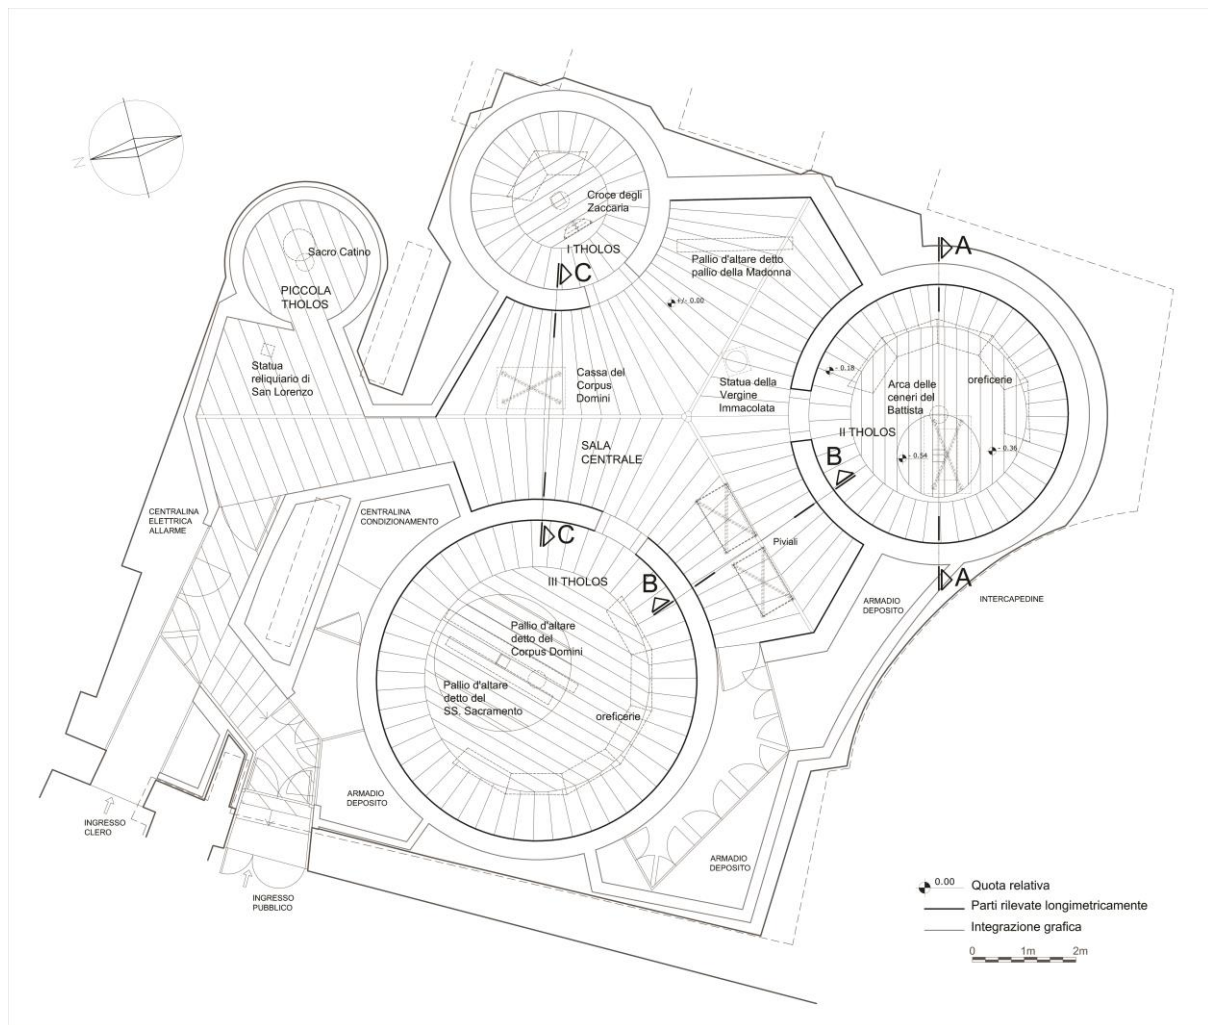 N
Croce degli
Zaccaria
I THOLOS
C
Sacro Catino
PICCOLA
THOLOS
Pallio d'altare detto
pallio della Madonna
+/- 0.00
A
Statua
reliquiario di
San Lorenzo
Cassa del
Corpus
Domini
Statua della
Vergine
Immacolata
- 0.18
Arca delle
ceneri del
Battista
oreficerie
II THOLOS
- 0.54
- 0.36
B
SALA
CENTRALE
CENTRALINA
ELETTRICA
ALLARME
CENTRALINA
CONDIZIONAMENTO
C
Piviali
III THOLOS
B
A
ARMADIO
DEPOSITO
INTERCAPEDINE
Pallio d'altare
detto del
Corpus Domini
Pallio d'altare
detto del
SS. Sacramento
oreficerie
ARMADIO
DEPOSITO
INGRESSO
CLERO
ARMADIO
DEPOSITO
INGRESSO
PUBBLICO
0.00 Quota relativa
Parti rilevate longimetricamente
Integrazione grafica
0 1m 2m